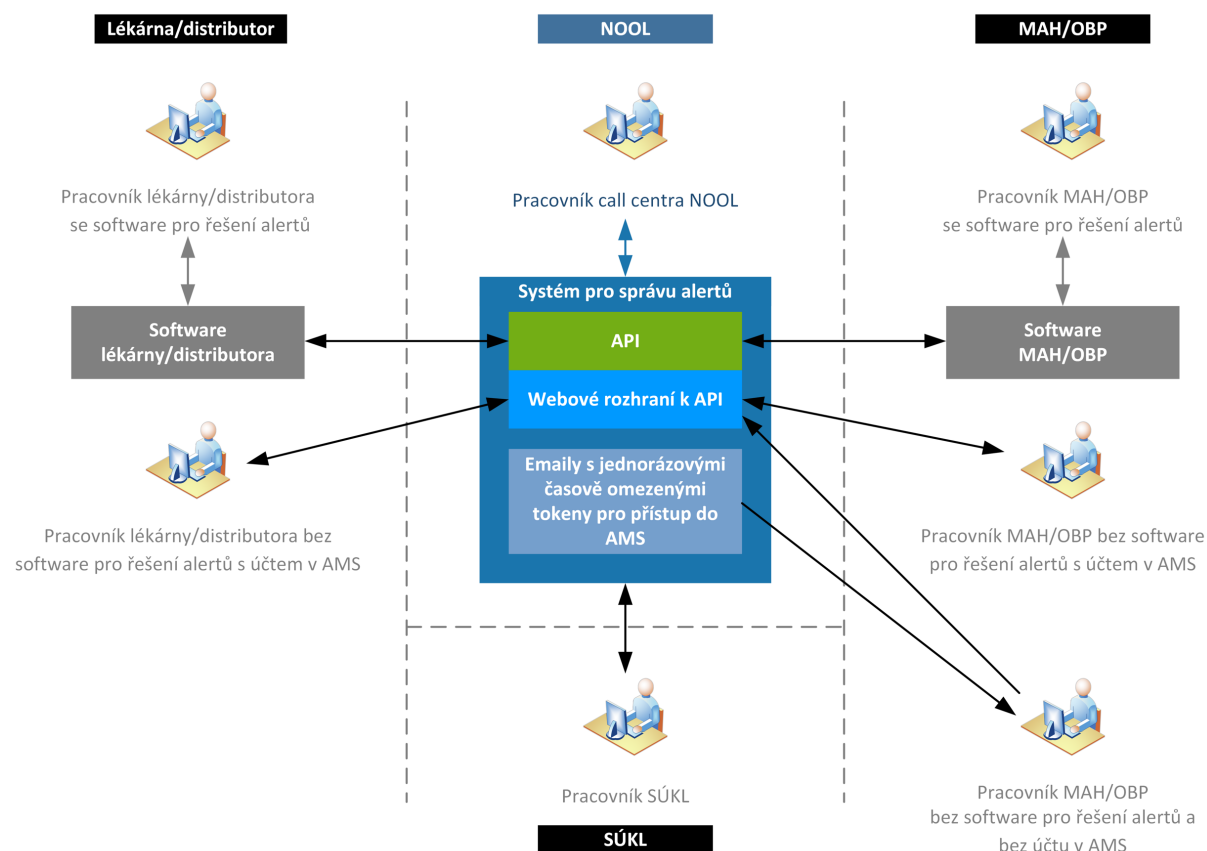 Lékárna/distributor
NOOL
MAH/OBP
Pracovník lékárny/distributora
se software pro řešení alertů
Pracovník call centra NOOL
Pracovník MAH/OBP
se software pro řešení alertů
Systém pro správu alertů
Software
lékárny/distributora
API
Software
MAH/OBP
Webové rozhraní k API
Emaily s jednorázovými
časově omezenými
tokeny pro přístup do
AMS
Pracovník lékárny/distributora bez
software pro řešení alertů s účtem v AMS
Pracovník MAH/OBP bez software
pro řešení alertů s účtem v AMS
Pracovník SÚKL
SÚKL
Pracovník MAH/OBP
bez software pro řešení alertů a
bez účtu v AMS